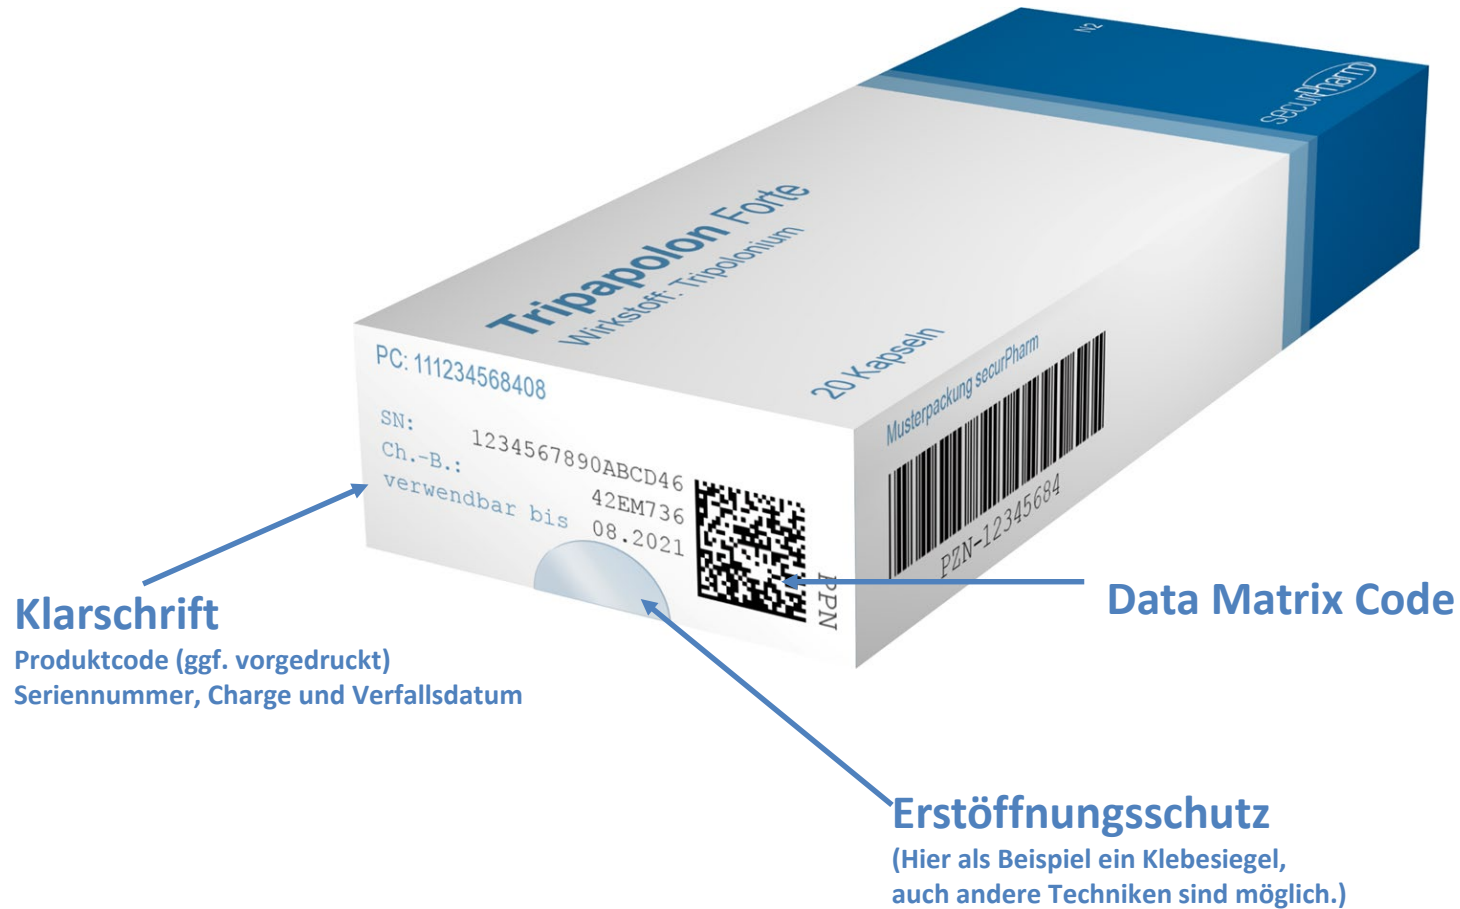 N2
securPharm
Tripapolon Forte
Wirkstoff: Tripolonium
20 Kapseln
PC: 111234568408
SN: 1234567890ABCD46
Ch.-B.: 42EM736
verwendbar bis 08.2021
PPN
Musterpackung securPharm
PZN-12345684
Klarschrift
Produktcode (ggf. vorgedruckt)
Seriennummer, Charge und Verfallsdatum
Data Matrix Code
Erstöffnungsschutz
(Hier als Beispiel ein Klebesiegel,
auch andere Techniken sind möglich.)